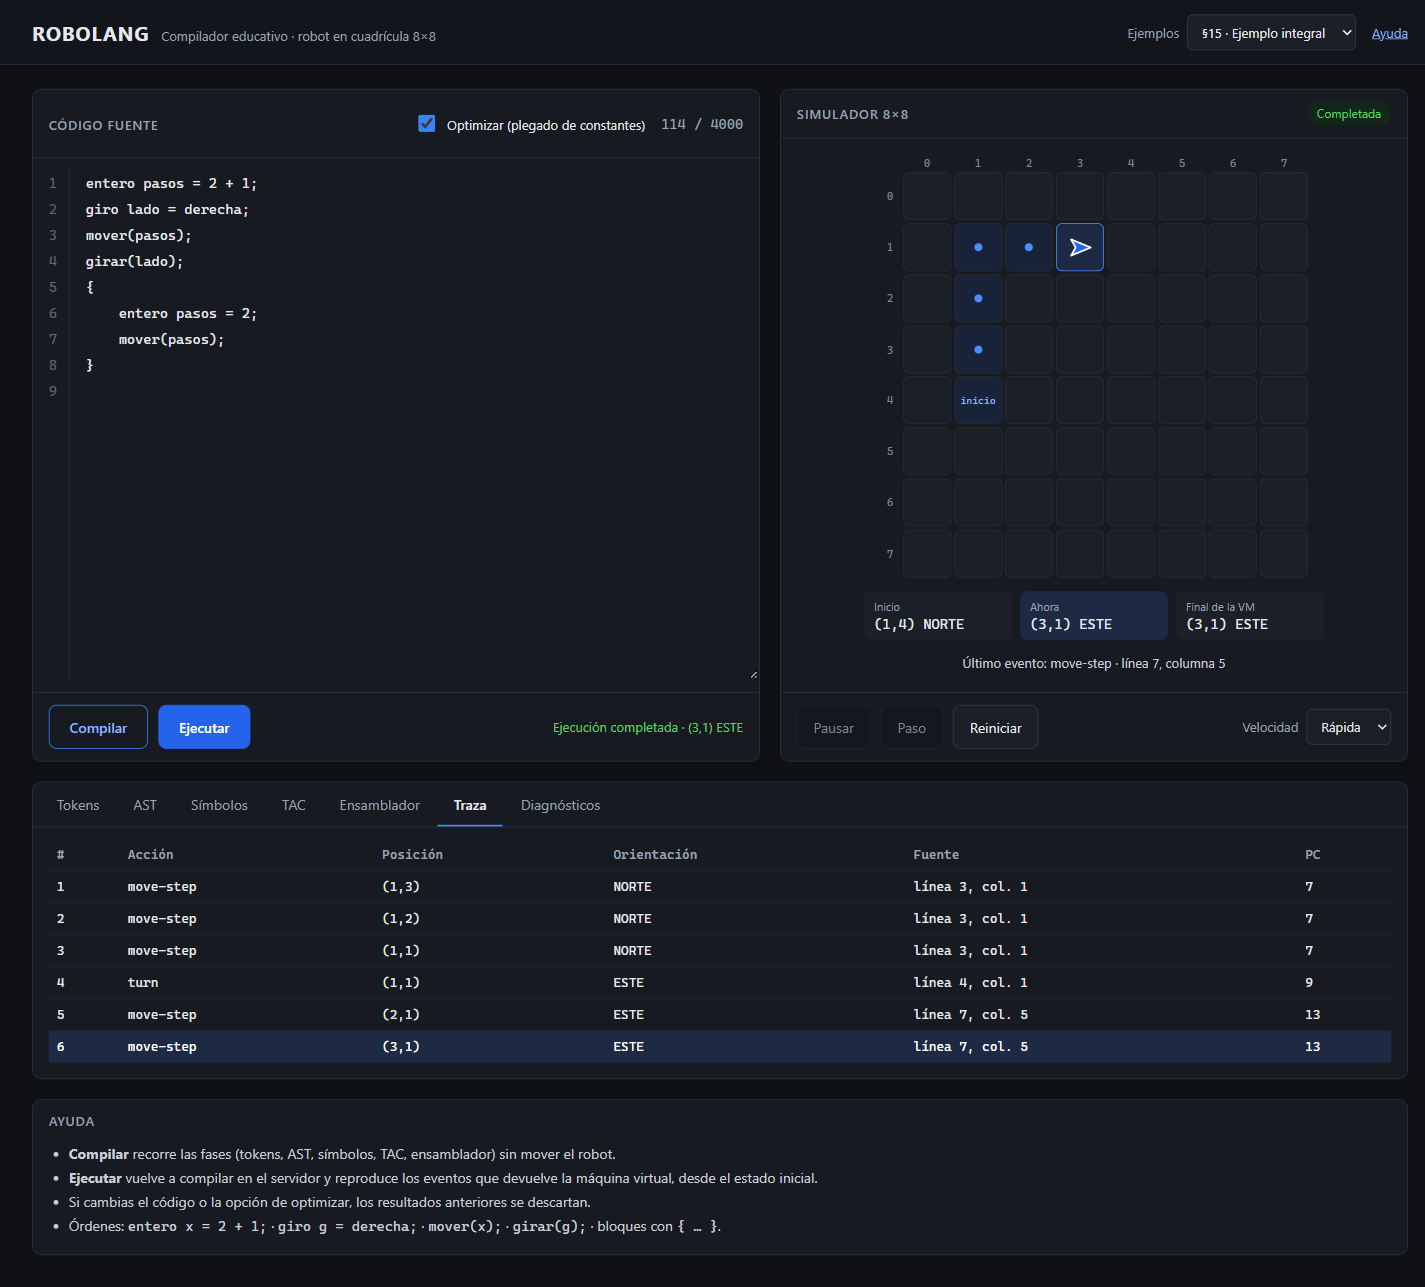 ROBOLANG Compilador educativo · robot en cuadrícula 8×8
Ejemplos §15 · Ejemplo integral Ayuda
CÓDIGO FUENTE
Optimizar (plegado de constantes) 114 / 4000
1 entero pasos = 2 + 1;
2 giro lado = derecha;
3 mover(pasos);
4 girar(lado);
5 {
6 entero pasos = 2;
7 mover(pasos);
8 }
9
Compilar Ejecutar Ejecución completada · (3,1) ESTE
SIMULADOR 8×8 Completada
0 1 2 3 4 5 6 7
0
1
2
3
4 inicio
5
6
7
Inicio
(1,4) NORTE
Ahora
(3,1) ESTE
Final de la VM
(3,1) ESTE
Último evento: move-step · línea 7, columna 5
Pausar Paso Reiniciar Velocidad Rápida
Tokens AST Símbolos TAC Ensamblador Traza Diagnósticos
# Acción Posición Orientación Fuente PC
1 move-step (1,3) NORTE línea 3, col. 1 7
2 move-step (1,2) NORTE línea 3, col. 1 7
3 move-step (1,1) NORTE línea 3, col. 1 7
4 turn (1,1) ESTE línea 4, col. 1 9
5 move-step (2,1) ESTE línea 7, col. 5 13
6 move-step (3,1) ESTE línea 7, col. 5 13
AYUDA
• Compilar recorre las fases (tokens, AST, símbolos, TAC, ensamblador) sin mover el robot.
• Ejecutar vuelve a compilar en el servidor y reproduce los eventos que devuelve la máquina virtual, desde el estado inicial.
• Si cambias el código o la opción de optimizar, los resultados anteriores se descartan.
• Órdenes: entero x = 2 + 1; · giro g = derecha; · mover(x); · girar(g); · bloques con { … }.